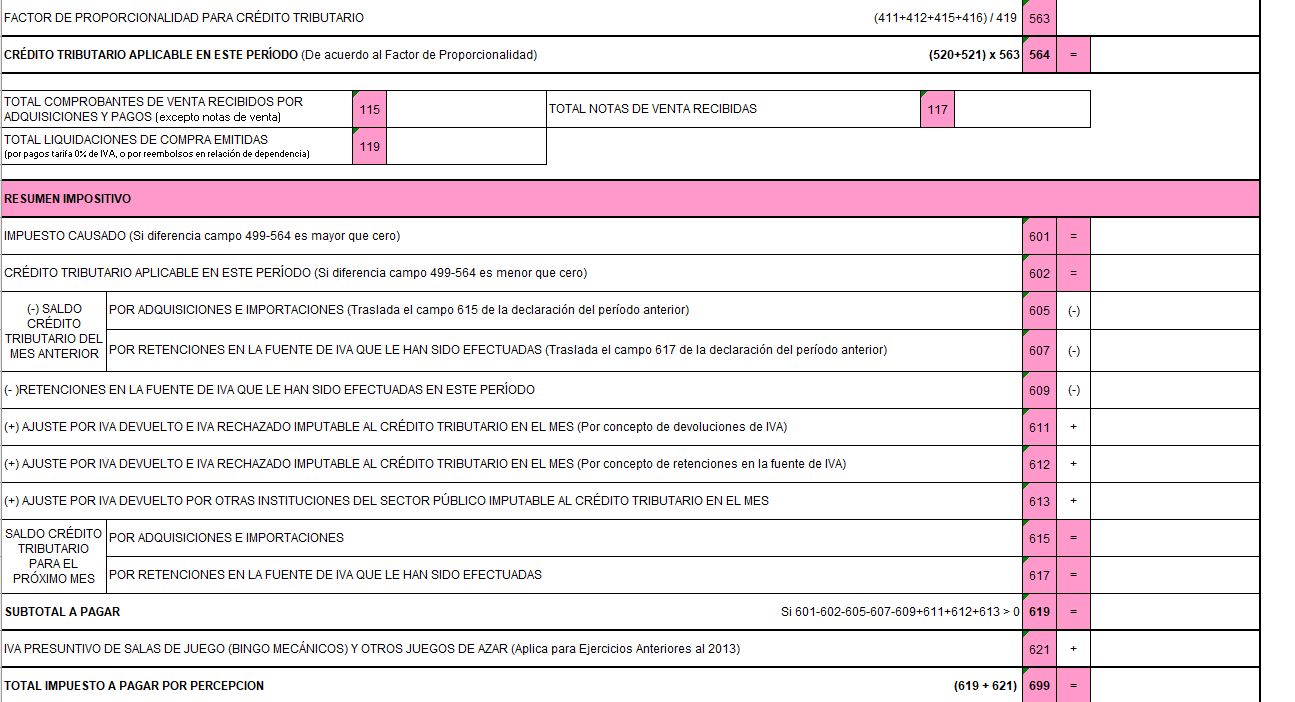 FACTOR DE PROPORCIONALIDAD PARA CRÉDITO TRIBUTARIO (411+412+415+416) / 419 563
CRÉDITO TRIBUTARIO APLICABLE EN ESTE PERÍODO (De acuerdo al Factor de Proporcionalidad) (520+521) x 563 564 =
TOTAL COMPROBANTES DE VENTA RECIBIDOS POR
ADQUISICIONES Y PAGOS (excepto notas de venta)
115
TOTAL NOTAS DE VENTA RECIBIDAS 117
TOTAL LIQUIDACIONES DE COMPRA EMITIDAS
(por pagos tarifa 0% de IVA, o por reembolsos en relación de dependencia)
119
RESUMEN IMPOSITIVO
IMPUESTO CAUSADO (Si diferencia campo 499-564 es mayor que cero) 601 =
CRÉDITO TRIBUTARIO APLICABLE EN ESTE PERÍODO (Si diferencia campo 499-564 es menor que cero) 602 =
(-) SALDO
CRÉDITO
TRIBUTARIO DEL
MES ANTERIOR
POR ADQUISICIONES E IMPORTACIONES (Traslada el campo 615 de la declaración del período anterior) 605 (-)
POR RETENCIONES EN LA FUENTE DE IVA QUE LE HAN SIDO EFECTUADAS (Traslada el campo 617 de la declaración del período anterior) 607 (-)
(- )RETENCIONES EN LA FUENTE DE IVA QUE LE HAN SIDO EFECTUADAS EN ESTE PERÍODO 609 (-)
(+) AJUSTE POR IVA DEVUELTO E IVA RECHAZADO IMPUTABLE AL CRÉDITO TRIBUTARIO EN EL MES (Por concepto de devoluciones de IVA) 611 +
(+) AJUSTE POR IVA DEVUELTO E IVA RECHAZADO IMPUTABLE AL CRÉDITO TRIBUTARIO EN EL MES (Por concepto de retenciones en la fuente de IVA) 612 +
(+) AJUSTE POR IVA DEVUELTO POR OTRAS INSTITUCIONES DEL SECTOR PÚBLICO IMPUTABLE AL CRÉDITO TRIBUTARIO EN EL MES 613 +
SALDO CRÉDITO
TRIBUTARIO
PARA EL
PRÓXIMO MES
POR ADQUISICIONES E IMPORTACIONES 615 =
POR RETENCIONES EN LA FUENTE DE IVA QUE LE HAN SIDO EFECTUADAS 617 =
SUBTOTAL A PAGAR Si 601-602-605-607-609+611+612+613 > 0 619 =
IVA PRESUNTIVO DE SALAS DE JUEGO (BINGO MECÁNICOS) Y OTROS JUEGOS DE AZAR (Aplica para Ejercicios Anteriores al 2013) 621 +
TOTAL IMPUESTO A PAGAR POR PERCEPCION (619 + 621) 699 =